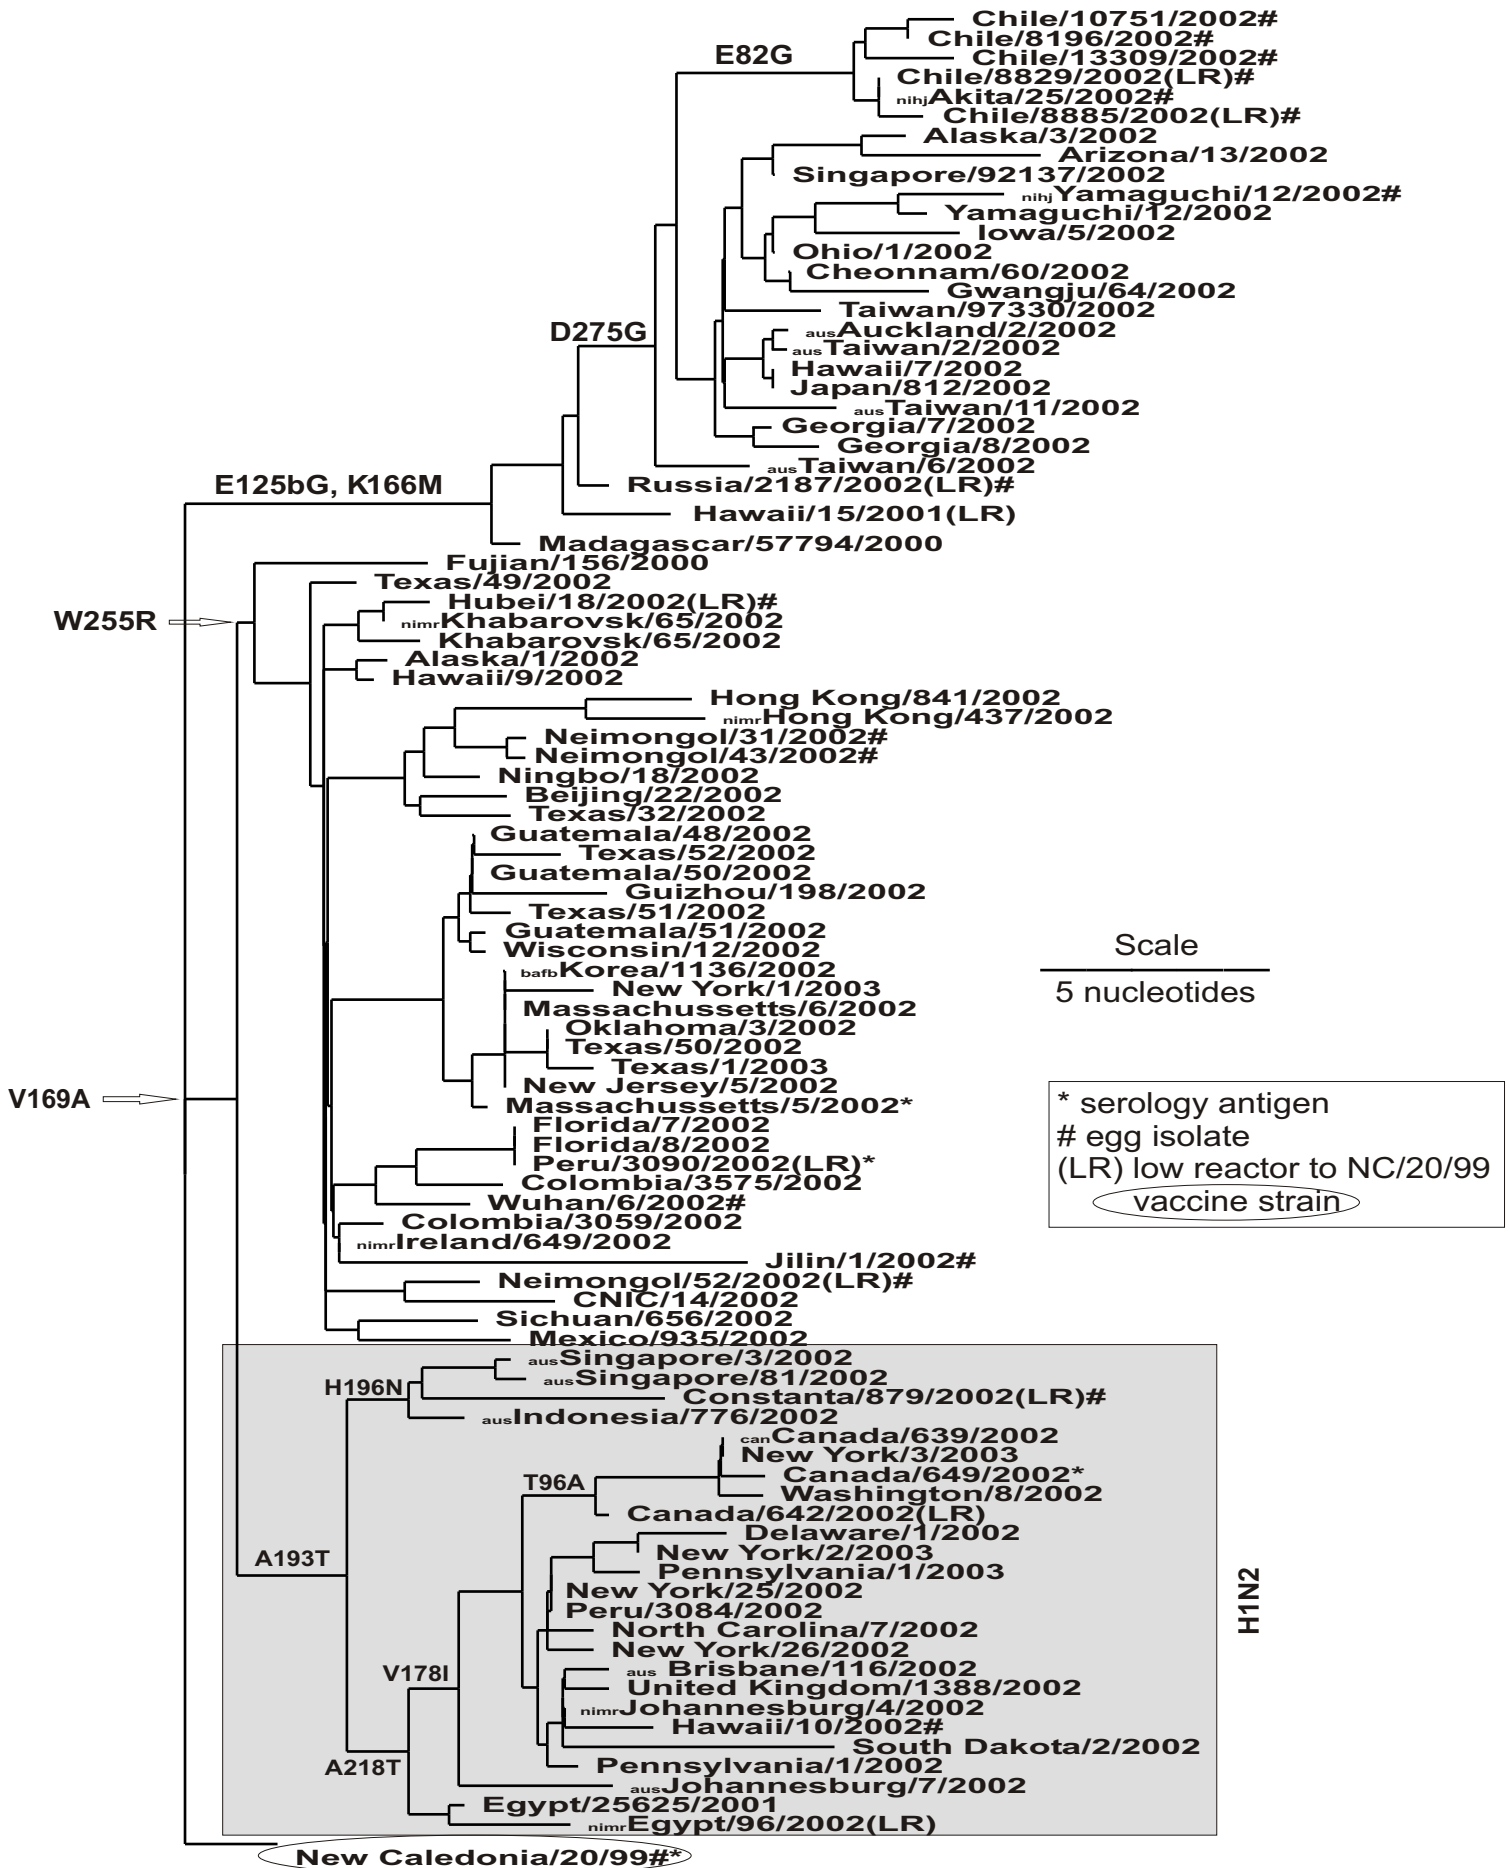 Chile/10751/2002#
Chile/8196/2002#
E82G
Chile/13309/2002#
Chile/8829/2002(LR)#
nihjAkita/25/2002#
Chile/8885/2002(LR)#
Alaska/3/2002
Arizona/13/2002
Singapore/92137/2002
nihjYamaguchi/12/2002#
Yamaguchi/12/2002
Iowa/5/2002
Ohio/1/2002
Cheonnam/60/2002
Gwangju/64/2002
Taiwan/97330/2002
D275G
ausAuckland/2/2002
ausTaiwan/2/2002
Hawaii/7/2002
Japan/812/2002
ausTaiwan/11/2002
Georgia/7/2002
Georgia/8/2002
ausTaiwan/6/2002
E125bG, K166M
Russia/2187/2002(LR)#
Hawaii/15/2001(LR)
Madagascar/57794/2000
Fujian/156/2000
Texas/49/2002
Hubei/18/2002(LR)#
W255R
nimrKhabarovsk/65/2002
Khabarovsk/65/2002
Alaska/1/2002
Hawaii/9/2002
Hong Kong/841/2002
nimrHong Kong/437/2002
Neimongol/31/2002#
Neimongol/43/2002#
Ningbo/18/2002
Beijing/22/2002
Texas/32/2002
Guatemala/48/2002
Texas/52/2002
Guatemala/50/2002
Guizhou/198/2002
Texas/51/2002
Guatemala/51/2002
Wisconsin/12/2002
Scale
5 nucleotides
bafbKorea/1136/2002
New York/1/2003
Massachussetts/6/2002
Oklahoma/3/2002
Texas/50/2002
Texas/1/2003
New Jersey/5/2002
V169A
Massachussetts/5/2002*
Florida/7/2002
Florida/8/2002
Peru/3090/2002(LR)*
Colombia/3575/2002
Wuhan/6/2002#
Colombia/3059/2002
nimrIreland/649/2002
Jilin/1/2002#
* serology antigen
# egg isolate
(LR) low reactor to NC/20/99
vaccine strain
Neimongol/52/2002(LR)#
CNIC/14/2002
Sichuan/656/2002
Mexico/935/2002
ausSingapore/3/2002
ausSingapore/81/2002
H196N
Constanta/879/2002(LR)#
ausIndonesia/776/2002
canCanada/639/2002
New York/3/2003
T96A
Canada/649/2002*
Washington/8/2002
Canada/642/2002(LR)
Delaware/1/2002
New York/2/2003
A193T
Pennsylvania/1/2003
New York/25/2002
Peru/3084/2002
H1N2
North Carolina/7/2002
New York/26/2002
V178I
aus Brisbane/116/2002
United Kingdom/1388/2002
nimrJohannesburg/4/2002
Hawaii/10/2002#
South Dakota/2/2002
A218T
Pennsylvania/1/2002
ausJohannesburg/7/2002
Egypt/25625/2001
nimrEgypt/96/2002(LR)
New Caledonia/20/99#*